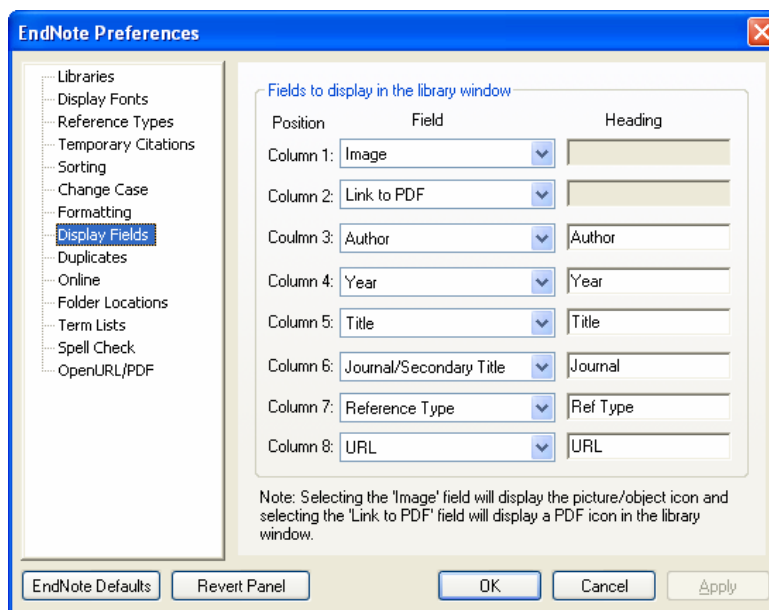 EndNote Preferences
Libraries
Display Fonts
Reference Types
Temporary Citations
Sorting
Change Case
Formatting
Display Fields
Duplicates
Online
Folder Locations
Term Lists
Spell Check
OpenURL/PDF
Fields to display in the library window
Position Field Heading
Column 1: Image
Column 2: Link to PDF
Coulmn 3: Author Author
Column 4: Year Year
Column 5: Title Title
Column 6: Journal/Secondary Title Journal
Column 7: Reference Type Ref Type
Column 8: URL URL
Note: Selecting the 'Image' field will display the picture/object icon and
selecting the 'Link to PDF' field will display a PDF icon in the library
window.
EndNote Defaults Revert Panel OK Cancel Apply